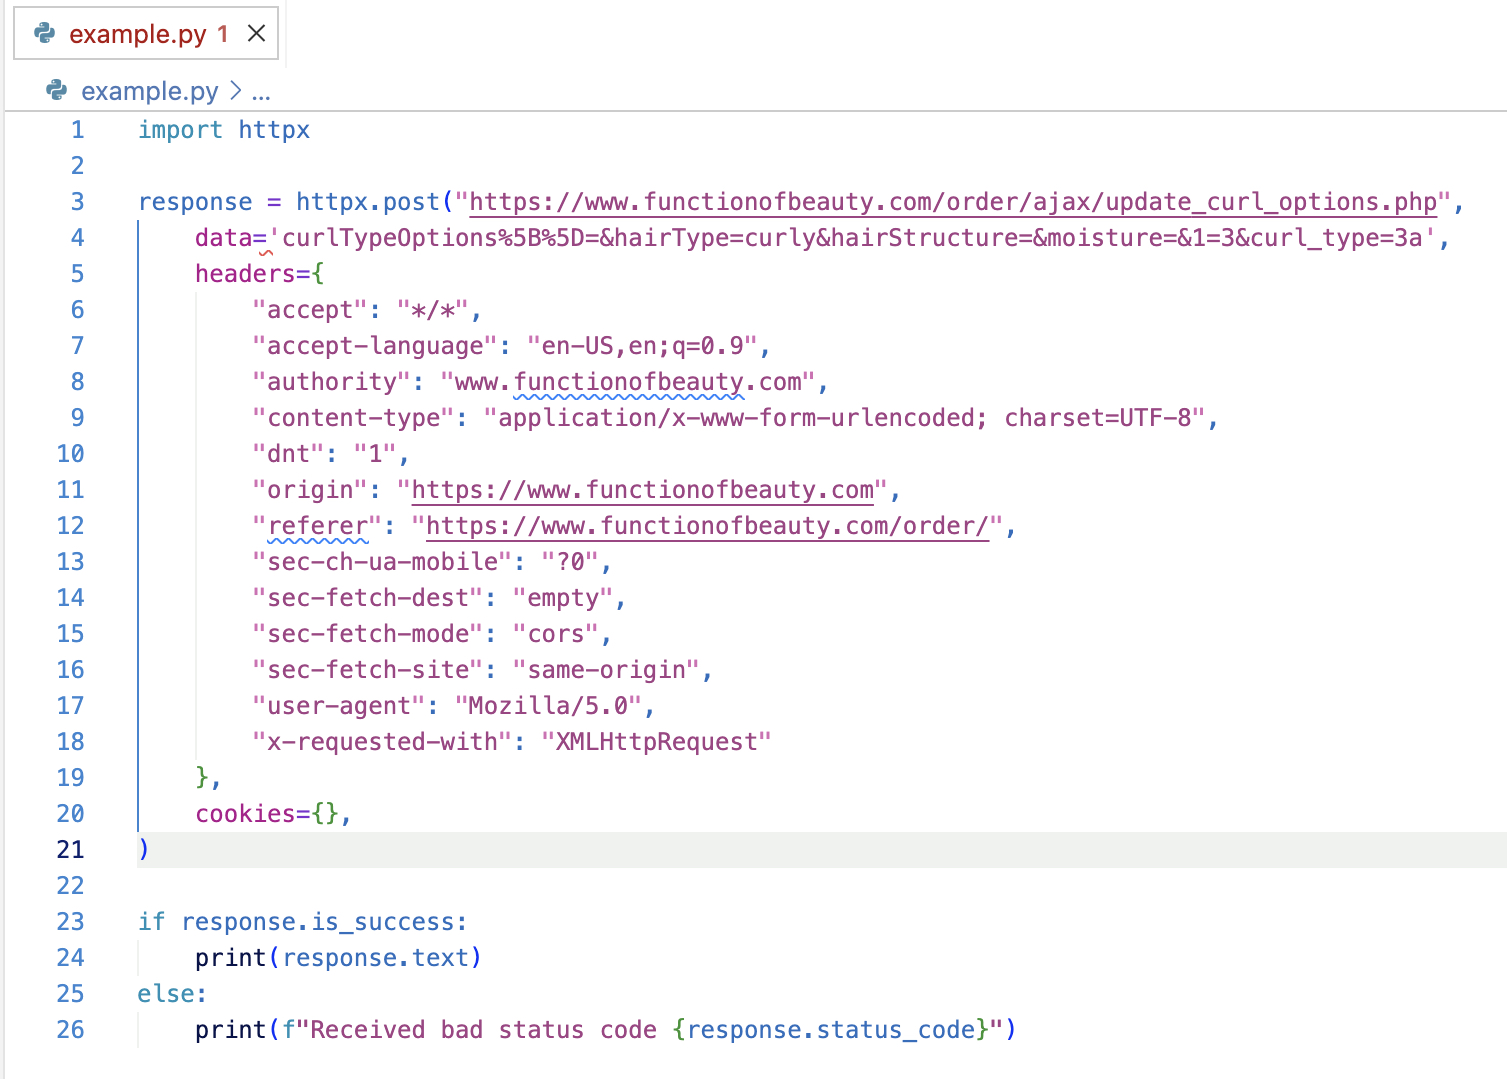 example.py 1
example.py > ...
1 import httpx
2
3 response = httpx.post("https://www.functionofbeauty.com/order/ajax/update_curl_options.php",
4     data='curlTypeOptions%5B%5D=&hairType=curly&hairStructure=&moisture=&1=3&curl_type=3a',
5     headers={
6         "accept": "*/*",
7         "accept-language": "en-US,en;q=0.9",
8         "authority": "www.functionofbeauty.com",
9         "content-type": "application/x-www-form-urlencoded; charset=UTF-8",
10         "dnt": "1",
11         "origin": "https://www.functionofbeauty.com",
12         "referer": "https://www.functionofbeauty.com/order/",
13         "sec-ch-ua-mobile": "?0",
14         "sec-fetch-dest": "empty",
15         "sec-fetch-mode": "cors",
16         "sec-fetch-site": "same-origin",
17         "user-agent": "Mozilla/5.0",
18         "x-requested-with": "XMLHttpRequest"
19     },
20     cookies={},
21 )
22
23 if response.is_success:
24     print(response.text)
25 else:
26     print(f"Received bad status code {response.status_code}")